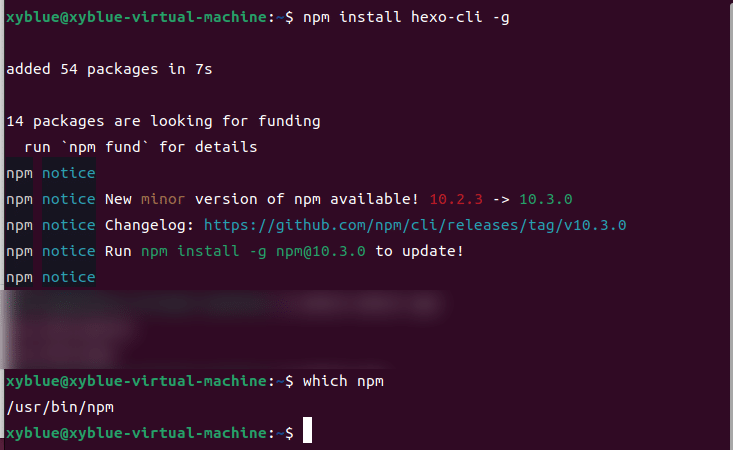 xyblue@xyblue-virtual-machine:~$ npm install hexo-cli -g
added 54 packages in 7s
14 packages are looking for funding
run `npm fund` for details
npm notice
npm notice New minor version of npm available! 10.2.3 -> 10.3.0
npm notice Changelog: https://github.com/npm/cli/releases/tag/v10.3.0
npm notice Run npm install -g npm@10.3.0 to update!
npm notice
xyblue@xyblue-virtual-machine:~$ which npm
/usr/bin/npm
xyblue@xyblue-virtual-machine:~$